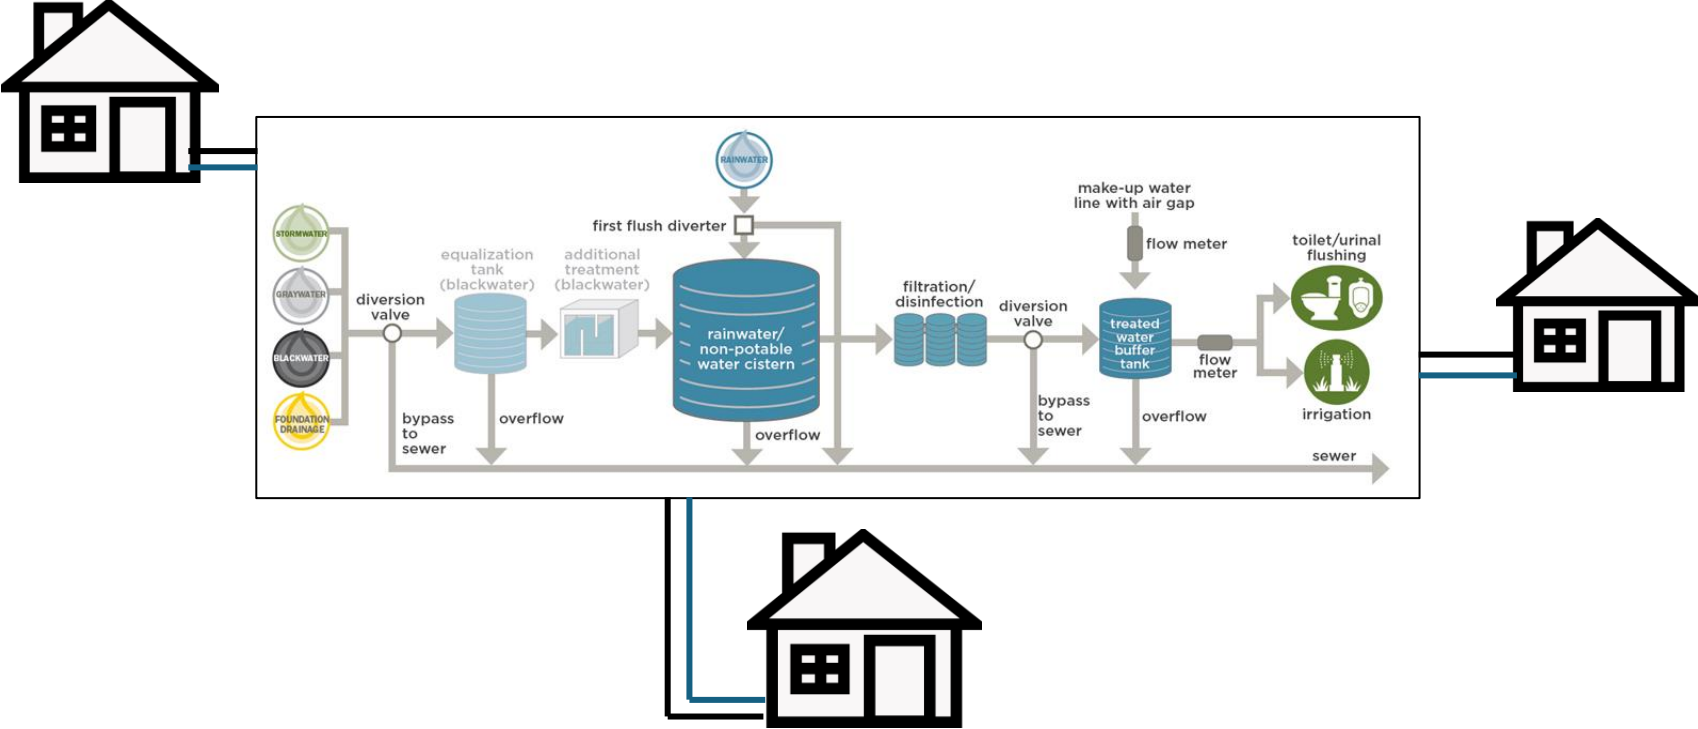 RAINWATER
make-up water
line with air gap
first flush diverter
flow meter
STORMWATER
GRAYWATER
BLACKWATER
FOUNDATION
DRAINAGE
diversion
valve
equalization
tank
(blackwater)
additional
treatment
(blackwater)
rainwater/
non-potable
water cistern
filtration/
disinfection
diversion
valve
treated
water
buffer
tank
flow
meter
toilet/urinal
flushing
irrigation
bypass
to
sewer
overflow
overflow
bypass
to
sewer
overflow
sewer